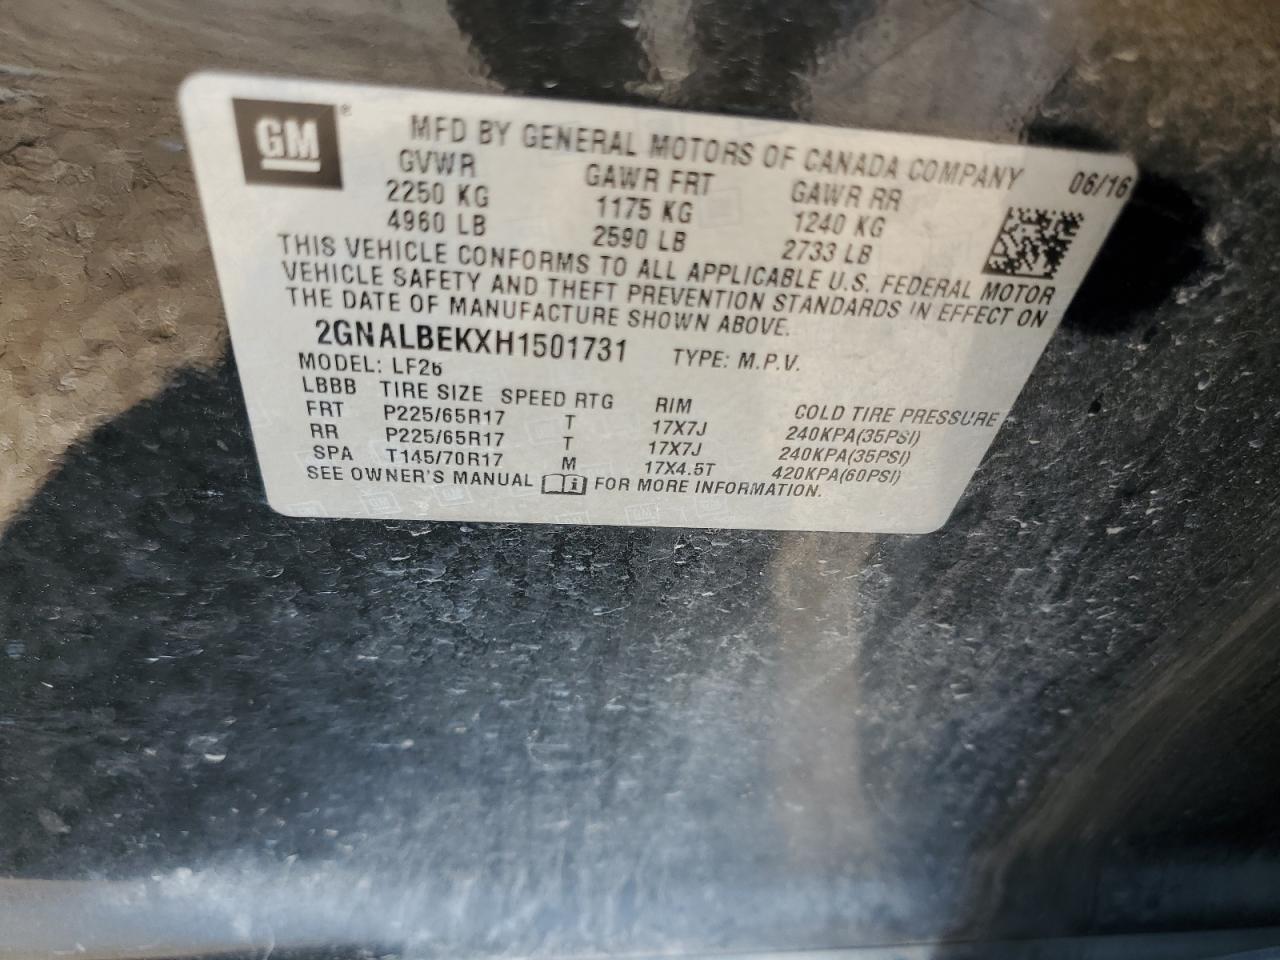 GM ® MFD BY GENERAL MOTORS OF CANADA COMPANY 06/16
GVWR GAWR FRT GAWR RR
2250 KG 1175 KG 1240 KG
4960 LB 2590 LB 2733 LB
THIS VEHICLE CONFORMS TO ALL APPLICABLE U.S. FEDERAL MOTOR
VEHICLE SAFETY AND THEFT PREVENTION STANDARDS IN EFFECT ON
THE DATE OF MANUFACTURE SHOWN ABOVE.
2GNALBEKXH1501731 TYPE: M.P.V.
MODEL: LF26
LBBB TIRE SIZE SPEED RTG RIM COLD TIRE PRESSURE
FRT P225/65R17 T 17X7J 240KPA(35PSI)
RR P225/65R17 T 17X7J 240KPA(35PSI)
SPA T145/70R17 M 17X4.5T 420KPA(60PSI)
SEE OWNER'S MANUAL FOR MORE INFORMATION.